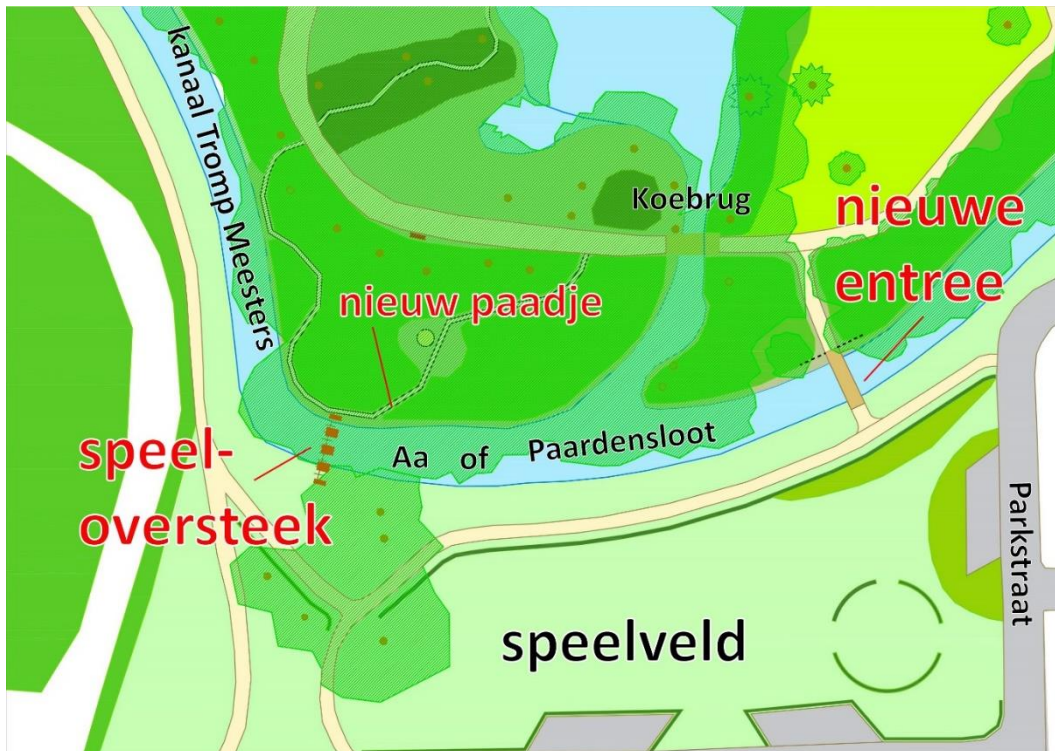 kanaal Tromp Meesters
Koebrug
nieuwe
entree
nieuw paadje
speel-
oversteek
Aa of Paardensloot
Parkstraat
speelveld